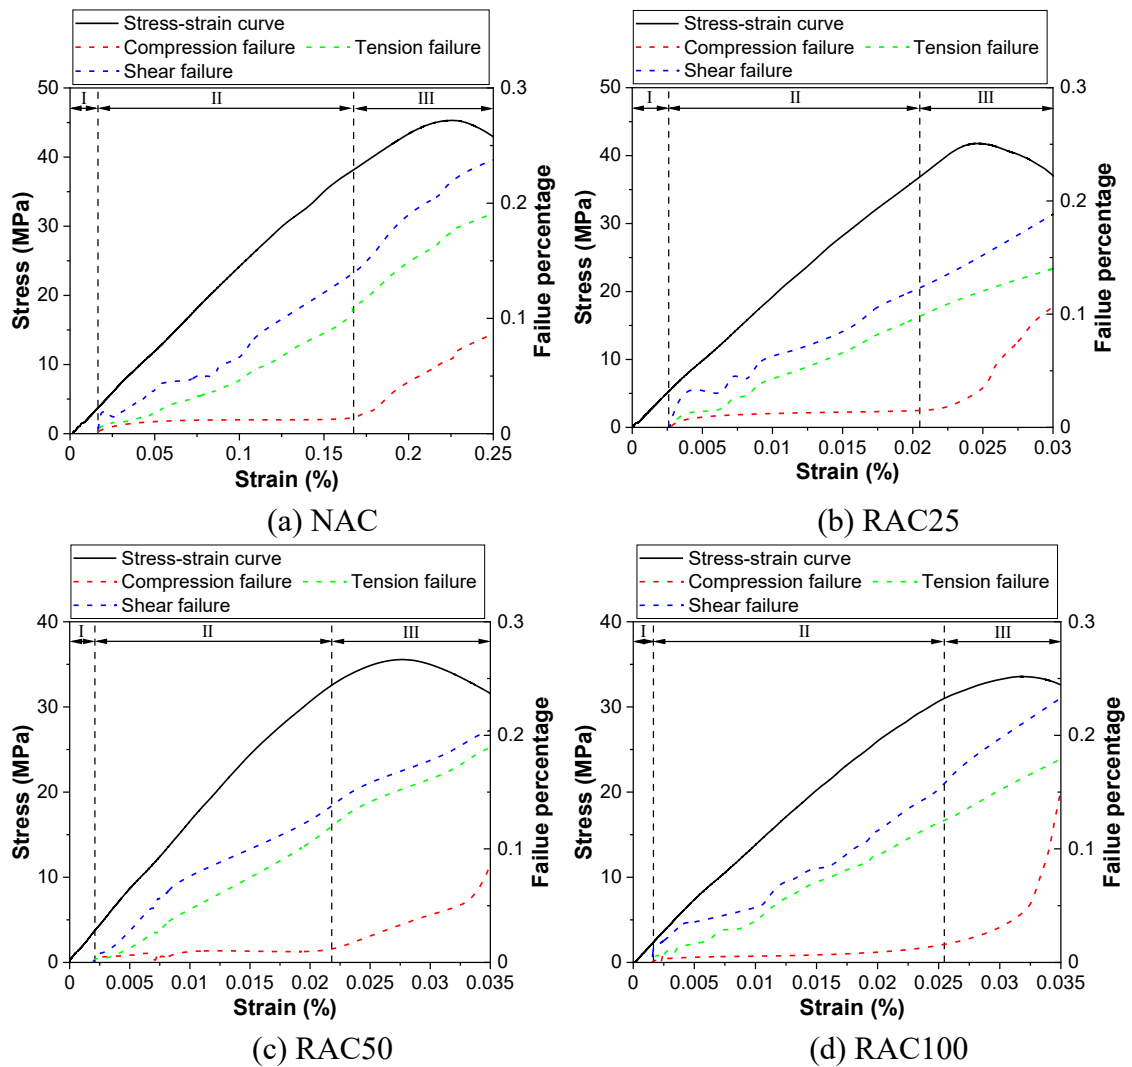 Stress-strain curve
Compression failure
Tension failure
Shear failure
I
II
III
50
40
30
20
10
0
0.3
0.2
0.1
0
0.00
0.05
0.10
0.15
0.2
0.25
Stress (MPa)
Failue percentage
Strain (%)
(a) NAC
Stress-strain curve
Compression failure
Tension failure
Shear failure
I
II
III
50
40
30
20
10
0
0.3
0.2
0.1
0
0.00
0.005
0.01
0.015
0.02
0.025
0.03
Stress (MPa)
Failue percentage
Strain (%)
(b) RAC25
Stress-strain curve
Compression failure
Tension failure
Shear failure
I
II
III
40
30
20
10
0
0.3
0.2
0.1
0
0.00
0.005
0.01
0.015
0.02
0.025
0.030
0.035
Stress (MPa)
Failue percentage
Strain (%)
(c) RAC50
Stress-strain curve
Compression failure
Tension failure
Shear failure
I
II
III
40
30
20
10
0
0.3
0.2
0.1
0
0.00
0.005
0.01
0.015
0.02
0.025
0.030
0.035
Stress (MPa)
Failue percentage
Strain (%)
(d) RAC100